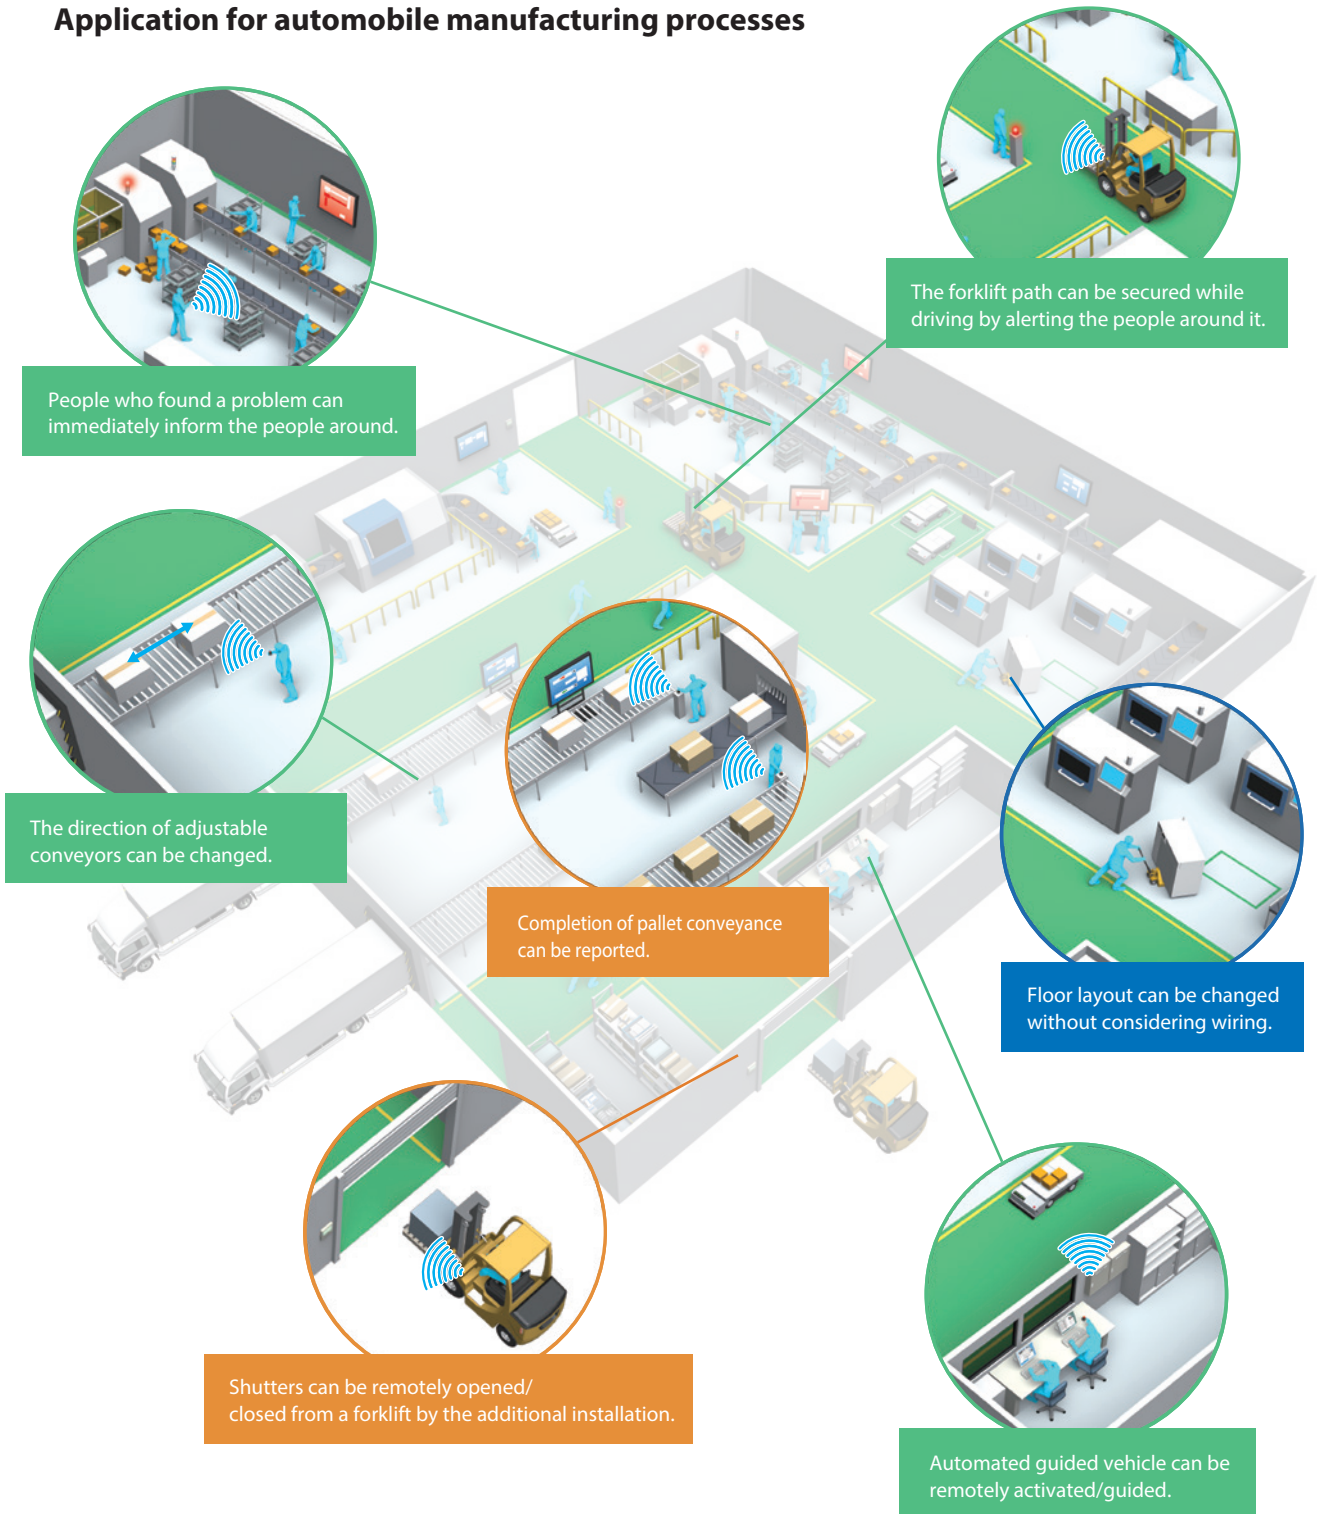 Application for automobile manufacturing processes
The forklift path can be secured while
driving by alerting the people around it.
People who found a problem can
immediately inform the people around.
The direction of adjustable
conveyors can be changed.
Completion of pallet conveyance
can be reported.
Floor layout can be changed
without considering wiring.
Shutters can be remotely opened/
closed from a forklift by the additional installation.
Automated guided vehicle can be
remotely activated/guided.